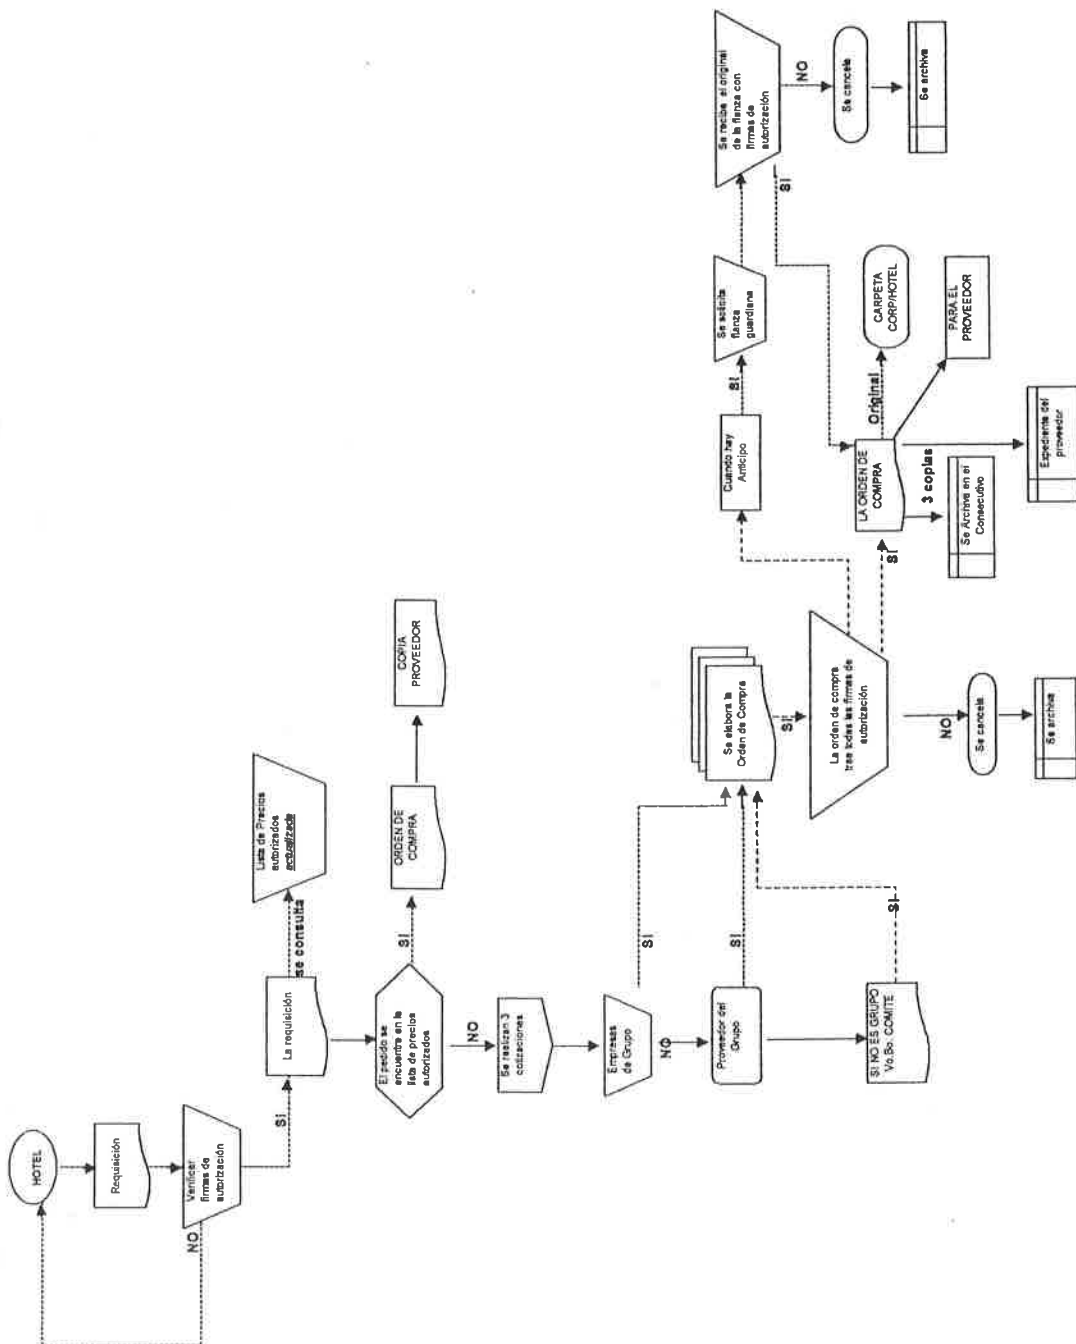 HOTEL
Requisición
Verificar
firmas de
autorización
NO
SI
La requisición
se consulta
Lista de Precios
autorizados
actualizada
El pedido se
encuentra en la
lista de precios
autorizados
SI
ORDEN DE
COMPRA
COPIA
PROVEEDOR
NO
Se realizan 3
cotizaciones
Empresas
de Grupo
SI
NO
Proveedor del
Grupo
SI
SI NO ES GRUPO
Vo.Bo. COMITE
SI
Se elabora la
Orden de Compra
SI
La orden de compra
trae todas las firmas de
autorización
NO
Se cancela
Se archiva
SI
Cuando hay
Anticipo
SI
Se solicita
fianza
guardiana
Se recibe el original
de la fianza con
firmas de
autorización
NO
Se cancela
Se archiva
SI
LA ORDEN DE
COMPRA
Original
CARPETA
CORP/HOTEL
PARA EL
PROVEEDOR
3 copias
Se Archiva en el
Consecutivo
Expediente del
proveedor